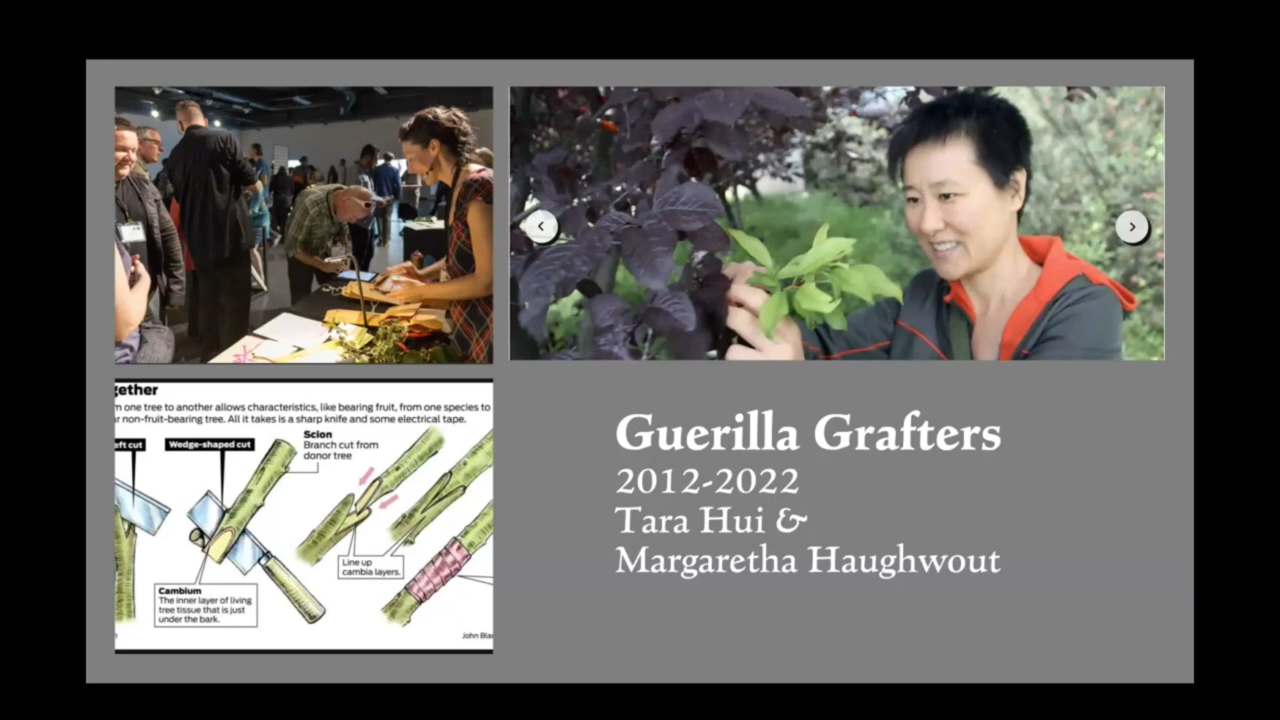 gether
m one tree to another allows characteristics, like bearing fruit, from one species to
r non-fruit-bearing tree. All it takes is a sharp knife and some electrical tape.
eft cut
Wedge-shaped cut
Scion
Branch cut from
donor tree
Line up
cambia layers.
Cambium
The inner layer of living
tree tissue that is just
under the bark.
John Bla
Guerilla Grafters
2012-2022
Tara Hui &
Margaretha Haughwout